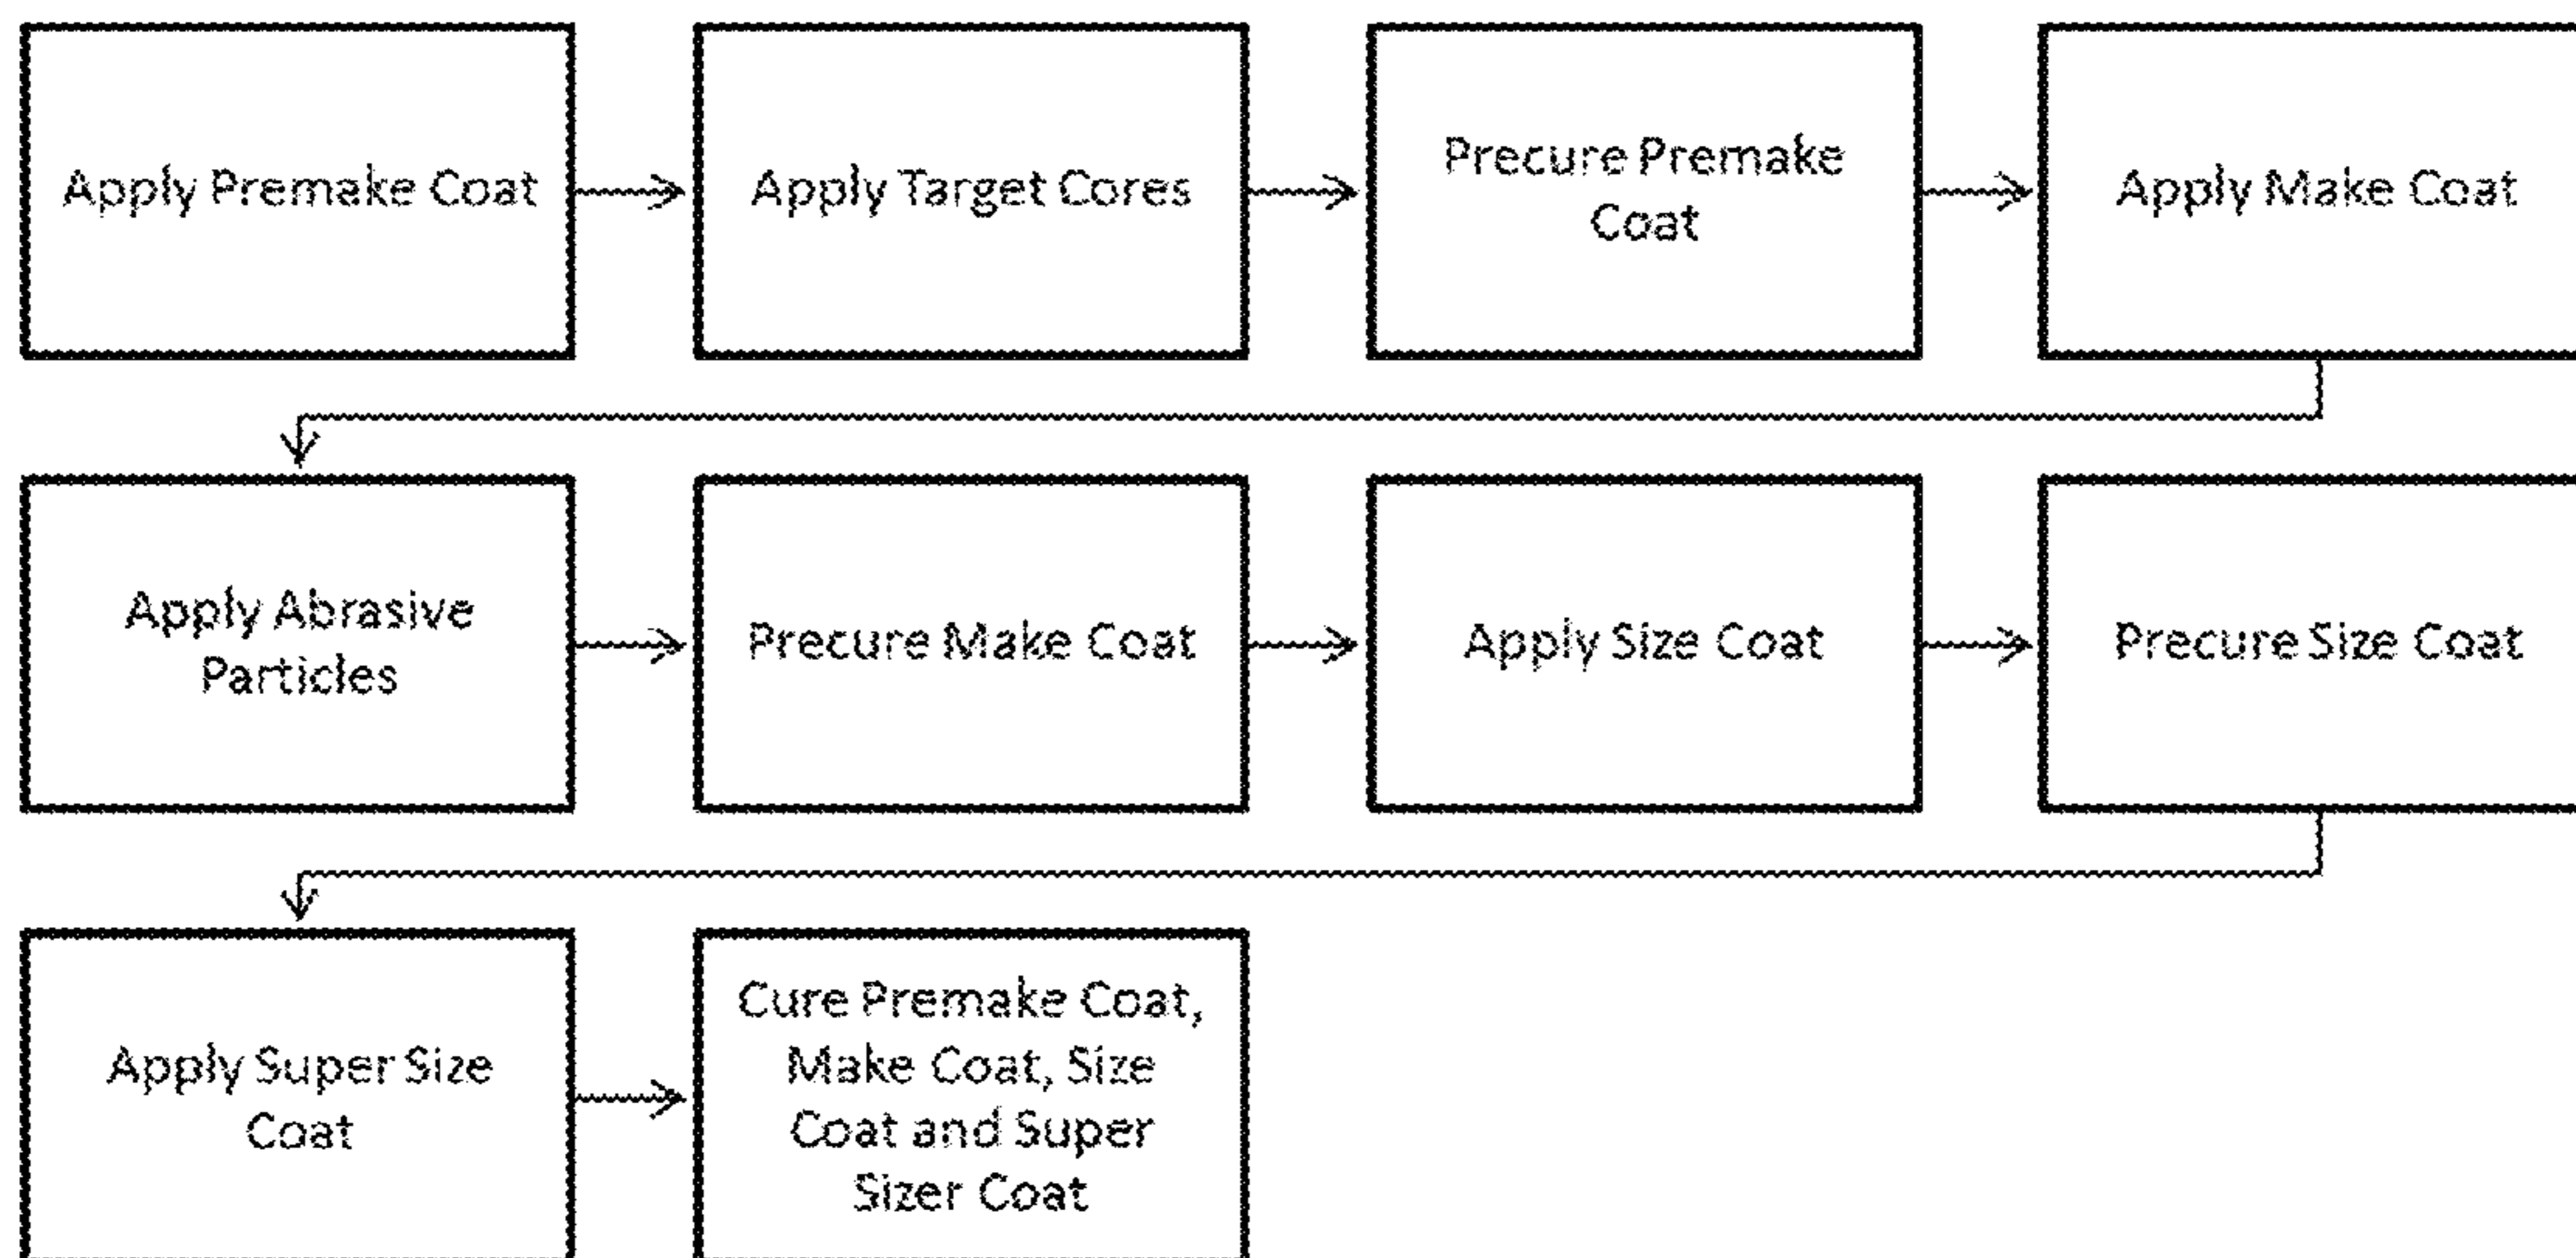 Apply Premake Coat
Apply Target Cores
Precure Premake
Coat
Apply Make Coat
Apply Abrasive
Particles
Precure Make Coat
Apply Size Coat
Precure Size Coat
Apply Super Size
Coat
Cure Premake Coat,
Make Coat, Size
Coat and Super
Sizer Coat